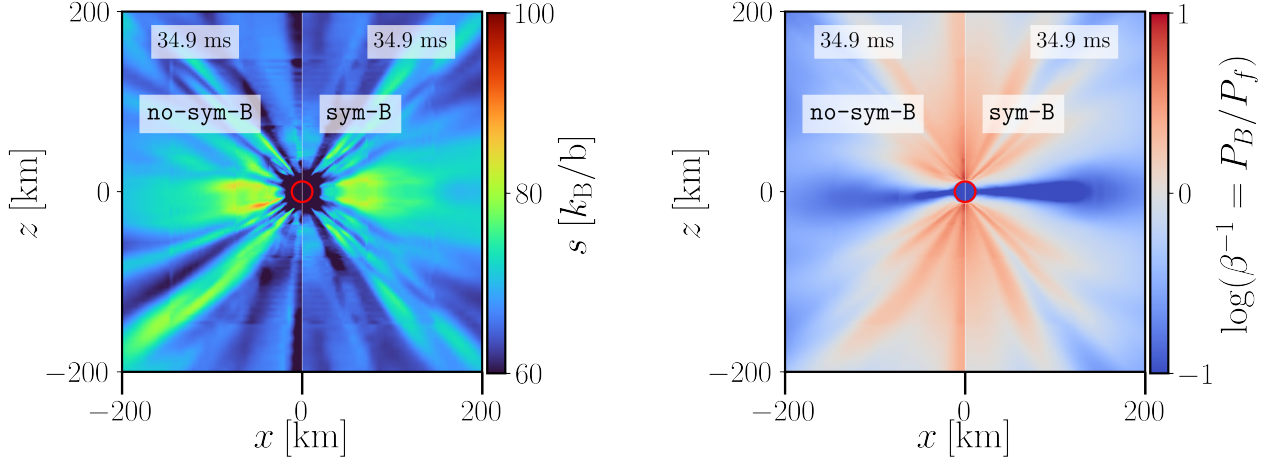 200
100
0
−200
z [km]
−200
0
200
x [km]
34.9 ms
34.9 ms
no-sym-B
sym-B
100
80
60
s [k_B/b]
200
100
0
−200
z [km]
−200
0
200
x [km]
34.9 ms
34.9 ms
no-sym-B
sym-B
1
0
−1
log(β⁻¹ = P_B/P_f)